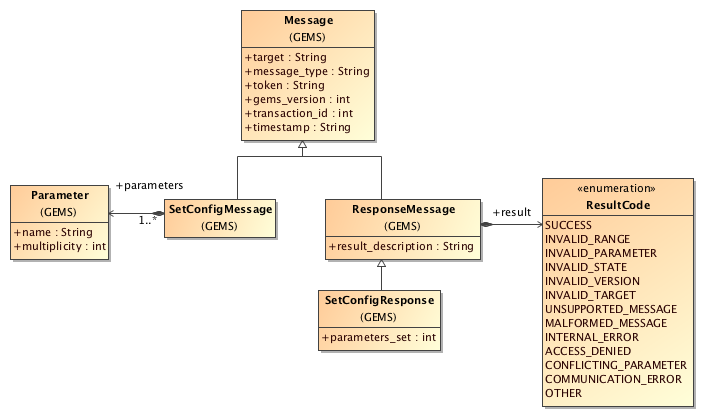 Message
(GEMS)
+target : String
+message_type : String
+token : String
+gems_version : int
+transaction_id : int
+timestamp : String
Parameter
(GEMS)
+name : String
+multiplicity : int
+parameters
1..*
SetConfigMessage
(GEMS)
ResponseMessage
(GEMS)
+result_description : String
+result
«enumeration»
ResultCode
SUCCESS
INVALID_RANGE
INVALID_PARAMETER
INVALID_STATE
INVALID_VERSION
INVALID_TARGET
UNSUPPORTED_MESSAGE
MALFORMED_MESSAGE
INTERNAL_ERROR
ACCESS_DENIED
CONFLICTING_PARAMETER
COMMUNICATION_ERROR
OTHER
SetConfigResponse
(GEMS)
+parameters_set : int